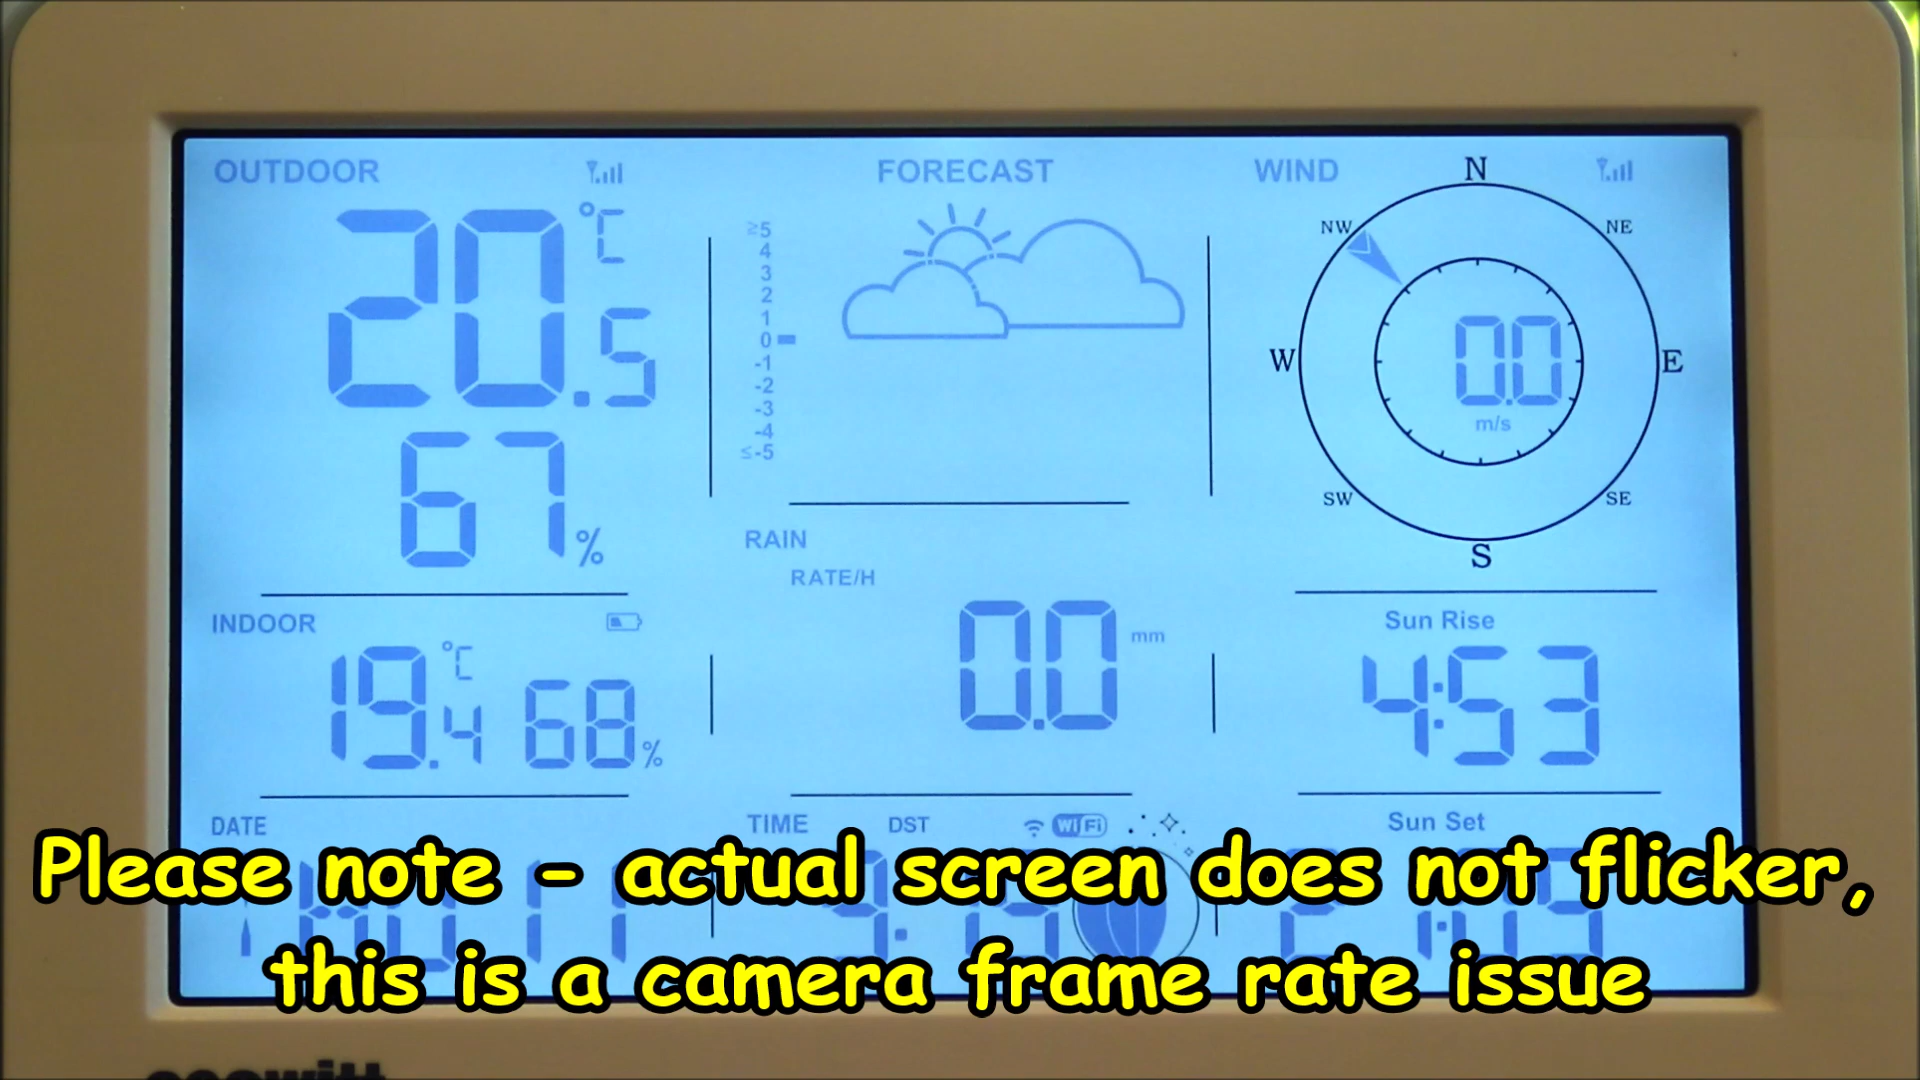 OUTDOOR
20.5 °C
67 %
INDOOR
19.4 °C 68 %
DATE
FORECAST
≥5
4
3
2
1
0
-1
-2
-3
-4
≤-5
RAIN
RATE/H
0.0 mm
TIME DST WiFi
WIND
N
NW NE
W E
0.0
m/s
SW SE
S
Sun Rise
4:53
Sun Set
Please note - actual screen does not flicker,
this is a camera frame rate issue